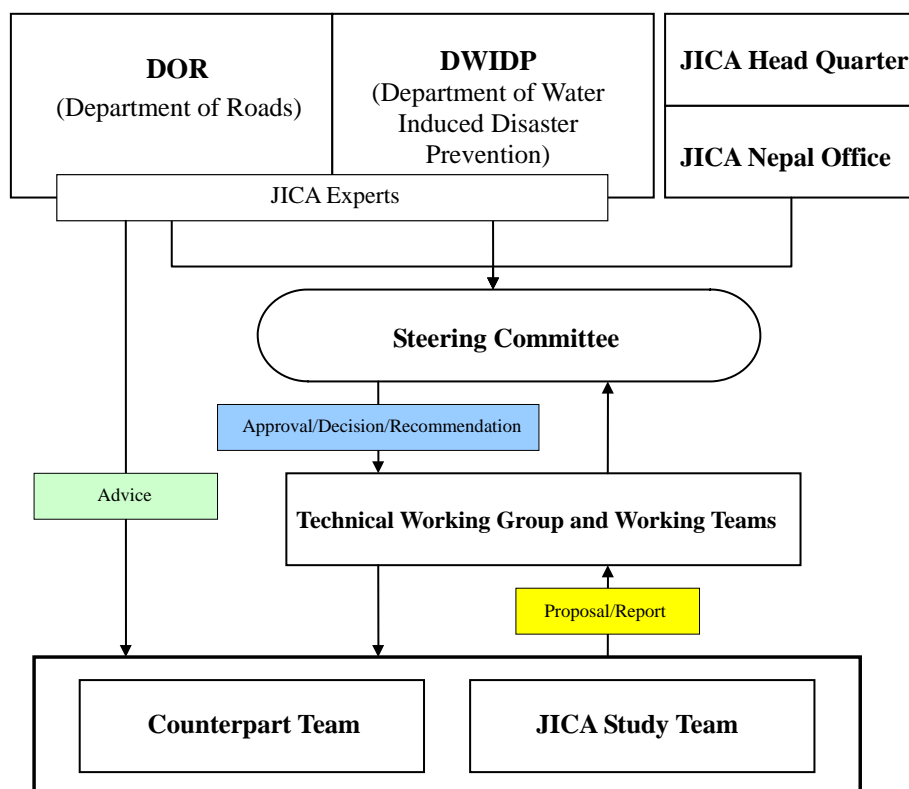 DOR
(Department of Roads)
DWIDP
(Department of Water
Induced Disaster
Prevention)
JICA Head Quarter
JICA Nepal Office
JICA Experts
Steering Committee
Approval/Decision/Recommendation
Advice
Technical Working Group and Working Teams
Proposal/Report
Counterpart Team
JICA Study Team